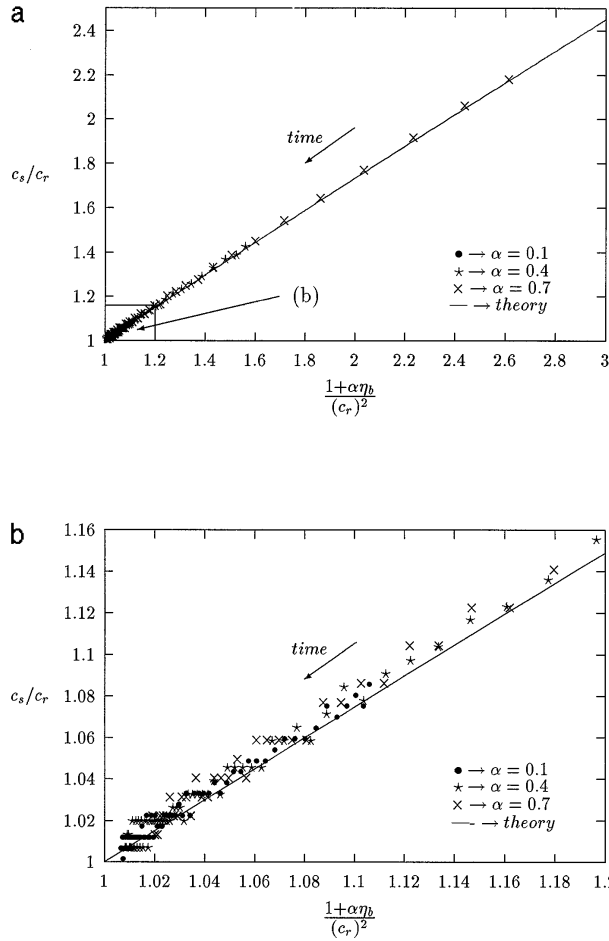 a
2.4
2.2
2
1.8
1.6
1.4
1.2
1
c_s/c_r
time
(b)
• → α = 0.1
⋆ → α = 0.4
× → α = 0.7
— → theory
1 1.2 1.4 1.6 1.8 2 2.2 2.4 2.6 2.8 3
1+αη_b
(c_r)^2
b
1.16
1.14
1.12
1.1
1.08
1.06
1.04
1.02
1
c_s/c_r
time
• → α = 0.1
⋆ → α = 0.4
× → α = 0.7
— → theory
1 1.02 1.04 1.06 1.08 1.1 1.12 1.14 1.16 1.18 1.2
1+αη_b
(c_r)^2